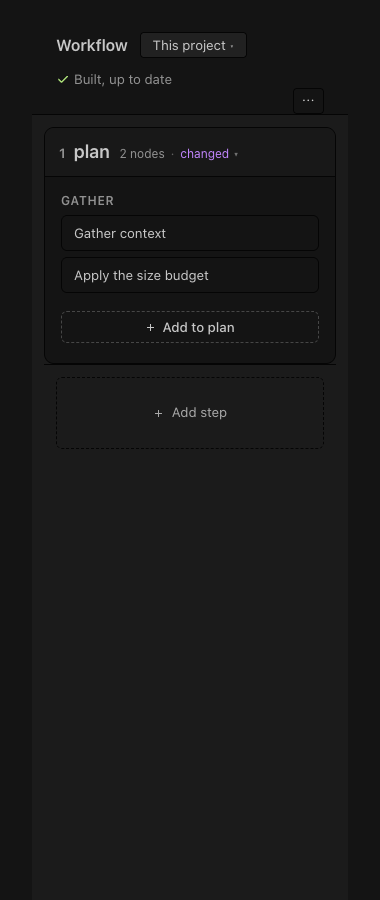 Workflow This project ·
✓ Built, up to date
...
1 plan 2 nodes · changed
GATHER
Gather context
Apply the size budget
+ Add to plan
+ Add step